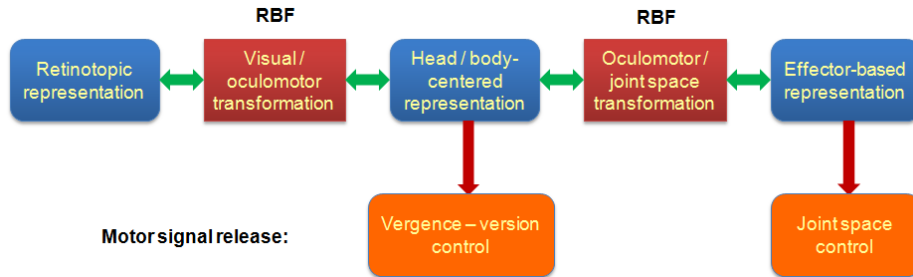 RBF
RBF
Retinotopic
representation
Visual /
oculomotor
transformation
Head / body-
centered
representation
Oculomotor /
joint space
transformation
Effector-based
representation
Motor signal release:
Vergence – version
control
Joint space
control